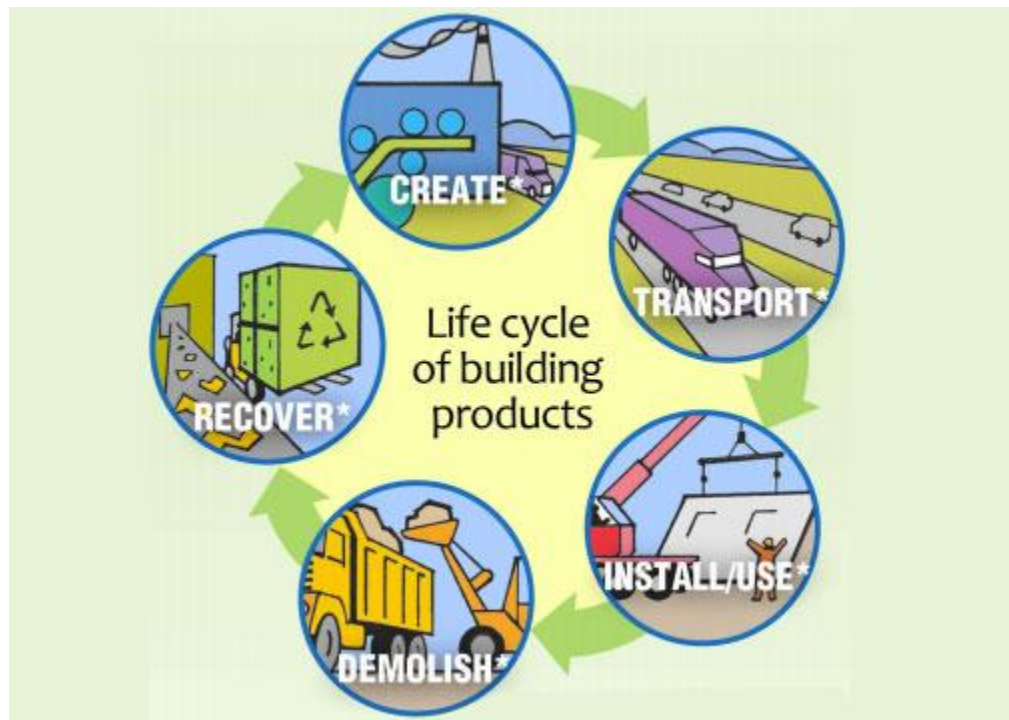 CREATE*
TRANSPORT*
RECOVER*
Life cycle
of building
products
INSTALL/USE*
DEMOLISH*